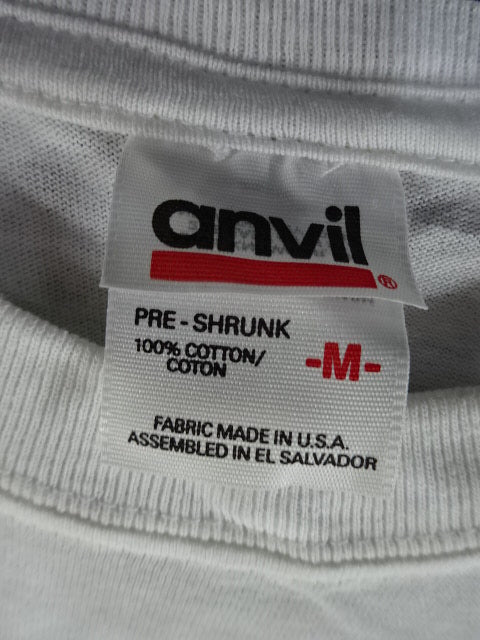 anvil®
PRE-SHRUNK
100% COTTON/
COTON
-M-
FABRIC MADE IN U.S.A.
ASSEMBLED IN EL SALVADOR